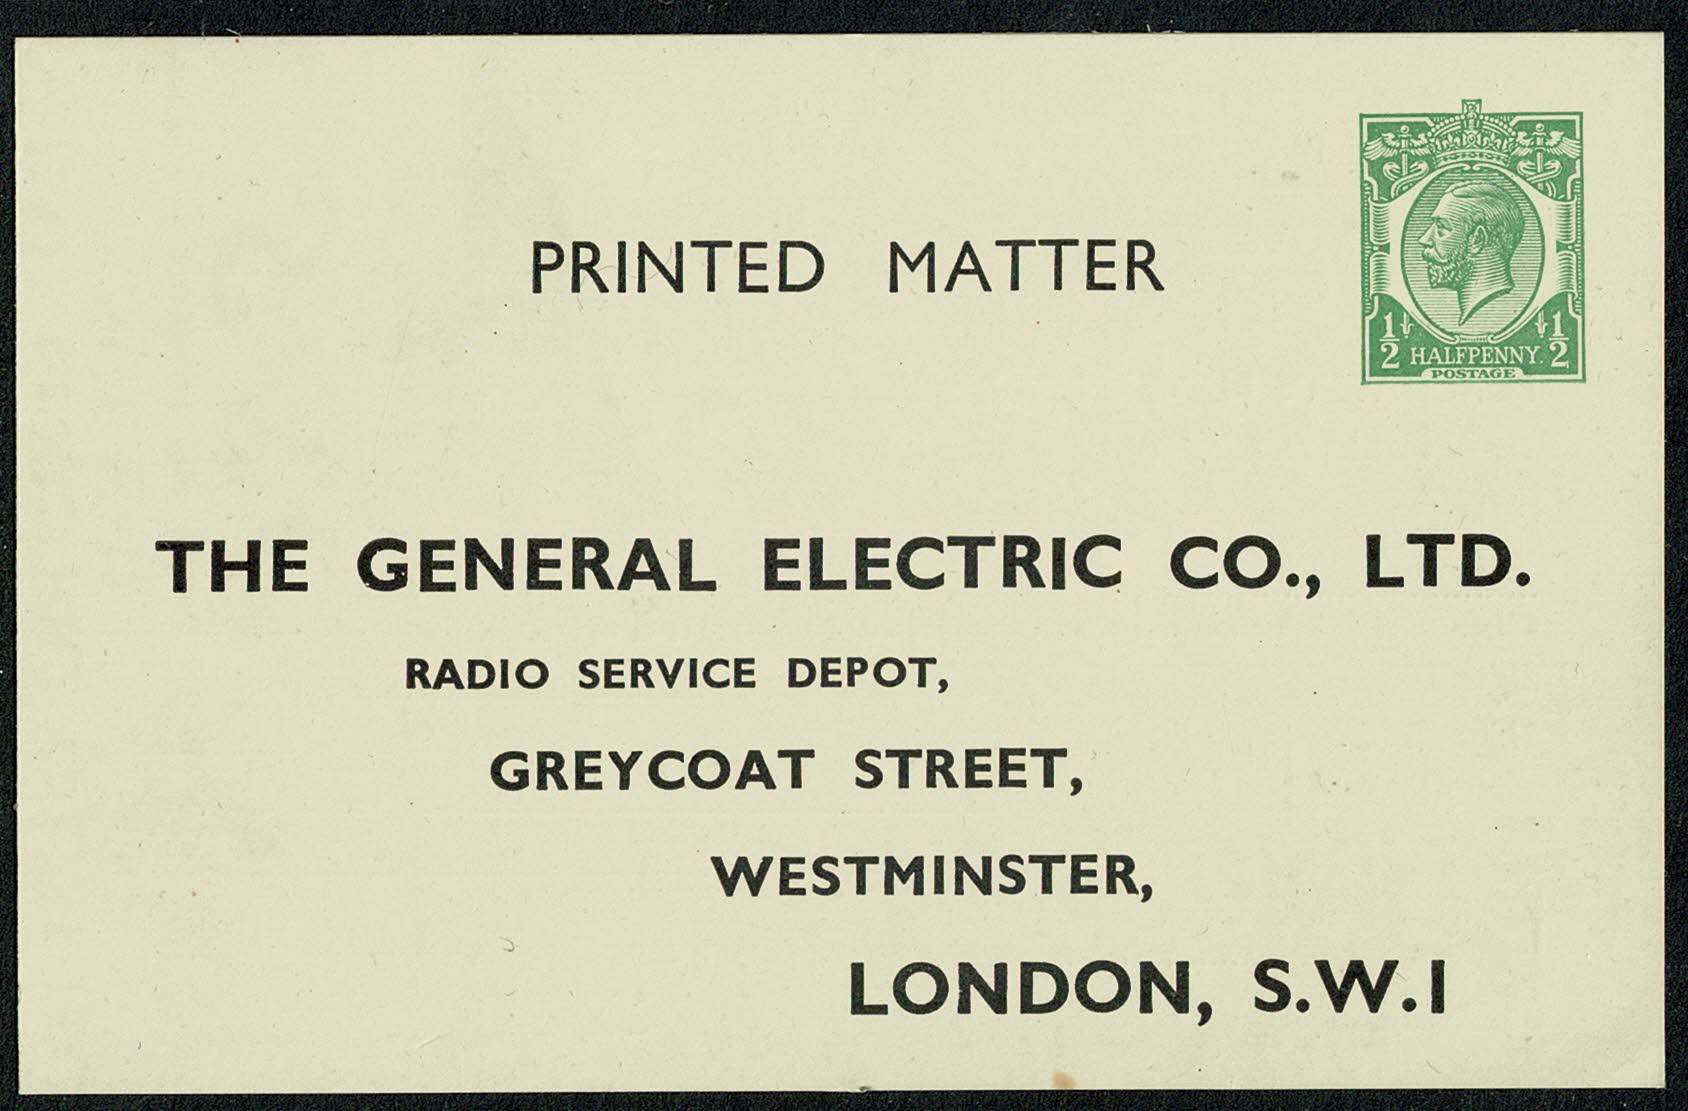 PRINTED MATTER
½ HALFPENNY. ½
POSTAGE
THE GENERAL ELECTRIC CO., LTD.
RADIO SERVICE DEPOT,
GREYCOAT STREET,
WESTMINSTER,
LONDON, S.W.1